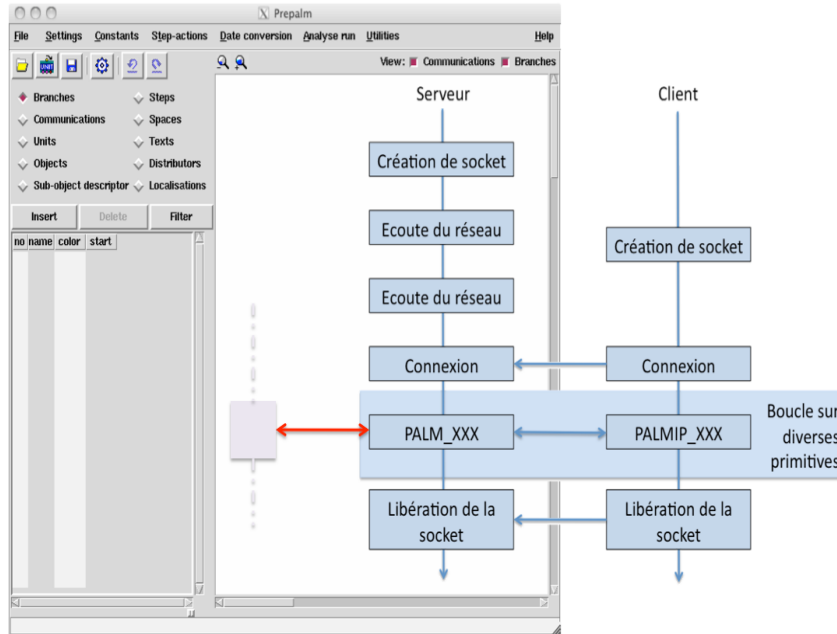 Prepalm
File Settings Constants Step-actions Date conversion Analyse run Utilities Help
UNIT
View: Communications Branches
Branches Steps
Communications Spaces
Units Texts
Objects Distributors
Sub-object descriptor Localisations
Insert Delete Filter
no name color start
Serveur Client
Création de socket
Ecoute du réseau
Création de socket
Ecoute du réseau
Connexion Connexion
PALM_XXX PALMIP_XXX
Boucle sur
diverses
primitives
Libération de la
socket
Libération de la
socket